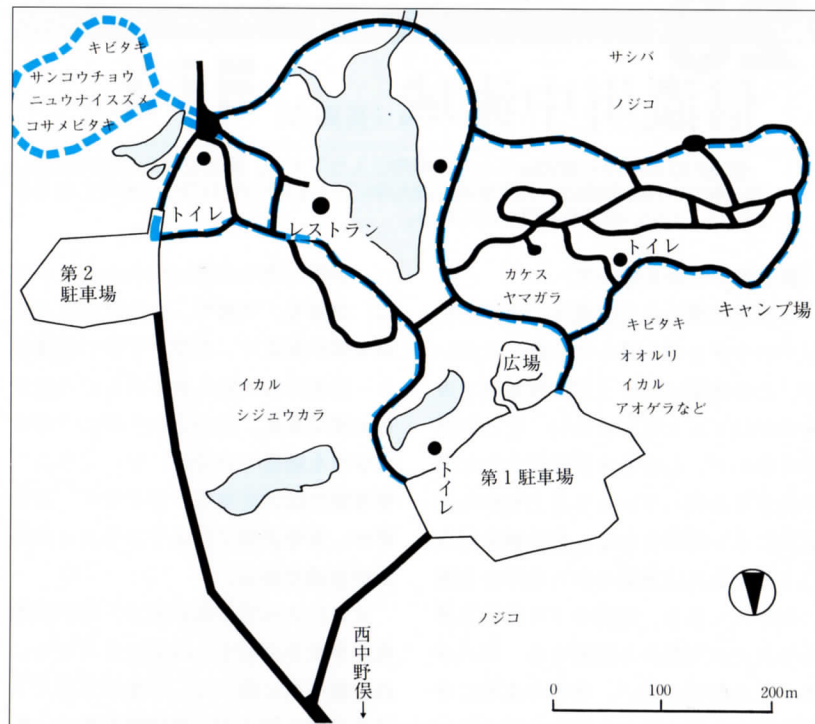 キビタキ
サンコウチョウ
ニュウナイスズメ
コサメビタキ
サシバ
ノジコ
トイレ
レストラン
トイレ
第2
駐車場
カケス
ヤマガラ
キャンプ場
キビタキ
オオルリ
イカル
アオゲラなど
広場
イカル
シジュウカラ
トイレ
第1駐車場
ノジコ
西中野俣
↓
0 100 200m